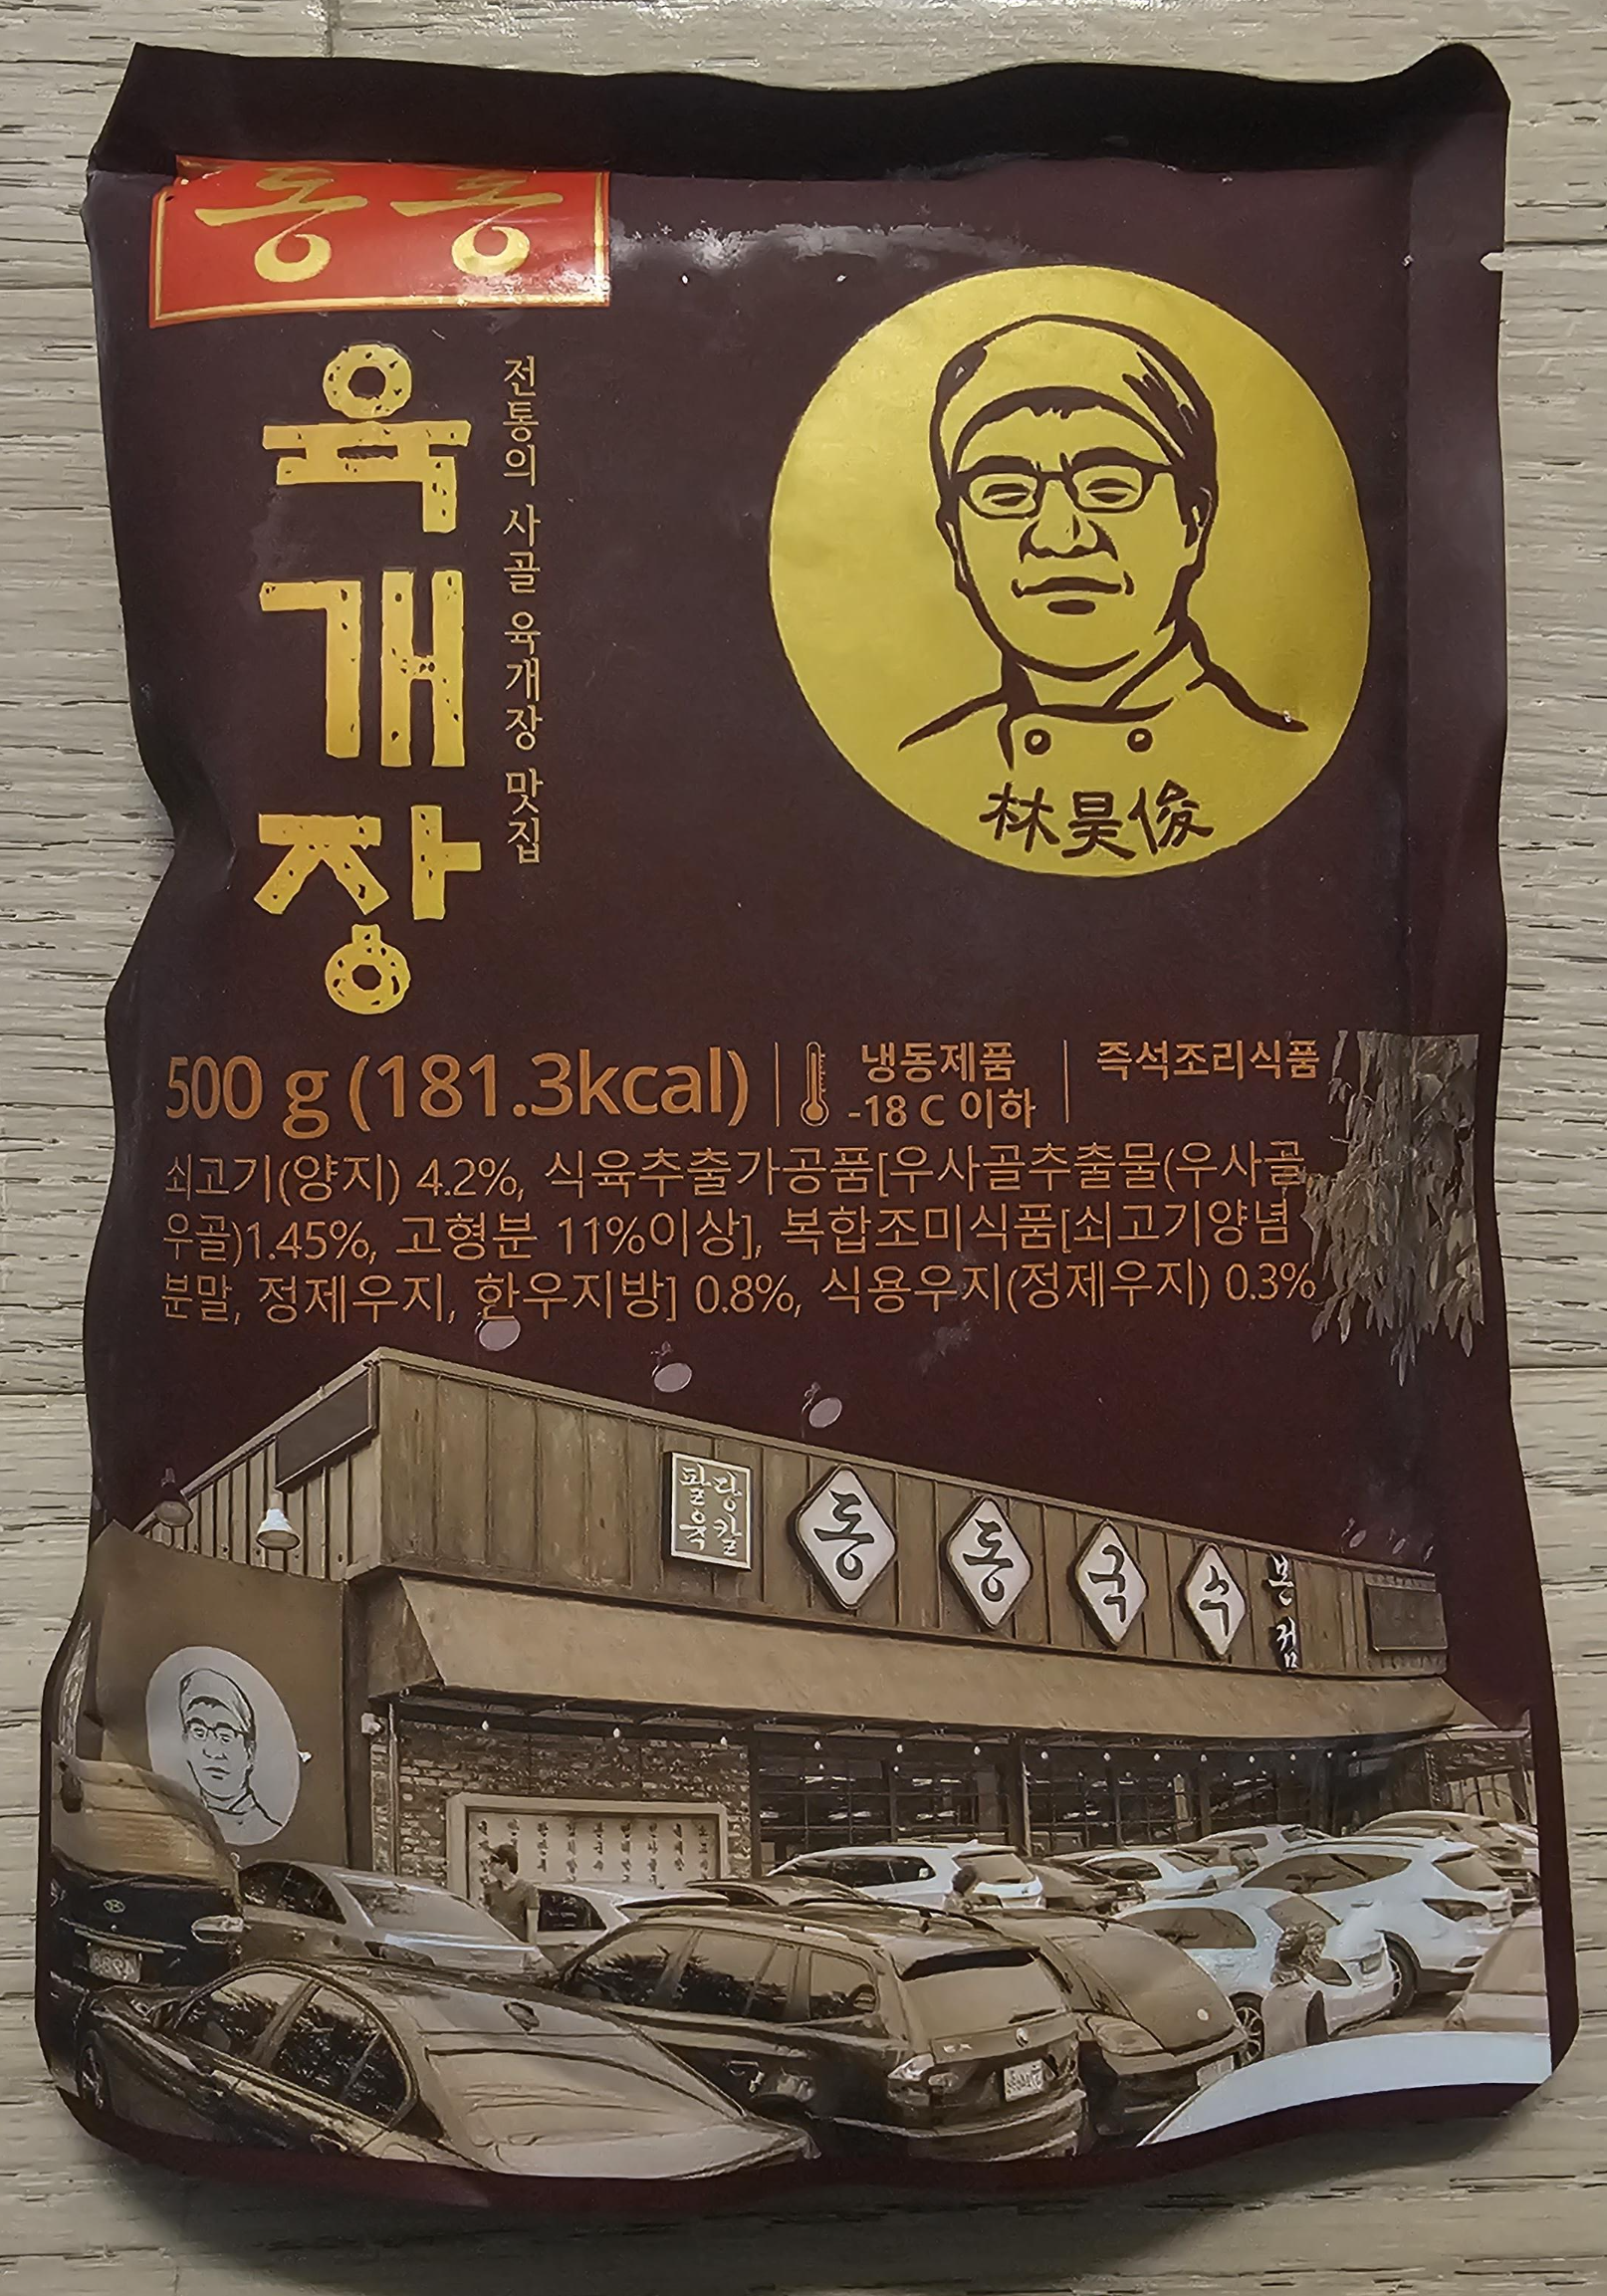 동동
육개장
전통의 사골 육개장 맛집
林昊俊
500 g (181.3kcal)
냉동제품
-18 C 이하
즉석조리식품
쇠고기(양지) 4.2%, 식육추출가공품[우사골추출물(우사골,
우골)1.45%, 고형분 11%이상], 복합조미식품[쇠고기양념
분말, 정제우지, 한우지방] 0.8%, 식용우지(정제우지) 0.3%
팔당
육칼
동동국수
본점